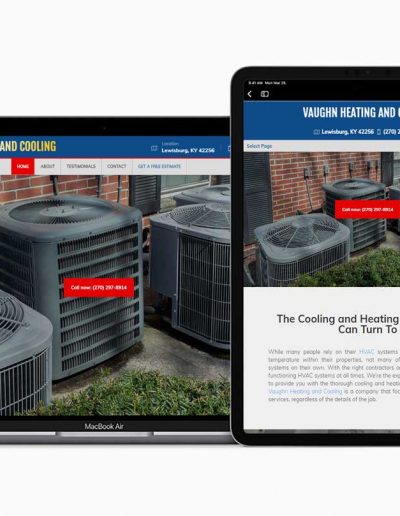 AND COOLING
Location:
Lewisburg, KY 42256
HOME
ABOUT
TESTIMONIALS
CONTACT
GET A FREE ESTIMATE
Call now: (270) 297-8914
MacBook Air
9:41 AM Mon Mar 25
VAUGHN HEATING AND C
Lewisburg, KY 42256
(270) 2
Select Page
Call now: (270) 297-8914
The Cooling and Heating
Can Turn To
While many people rely on their HVAC systems
temperature within their properties, not many of
systems on their own. With the right contractors o
functioning HVAC systems at all times. We're the exp
to provide you with the thorough cooling and heatin
Vaughn Heating and Cooling is a company that foc
services, regardless of the details of the job.